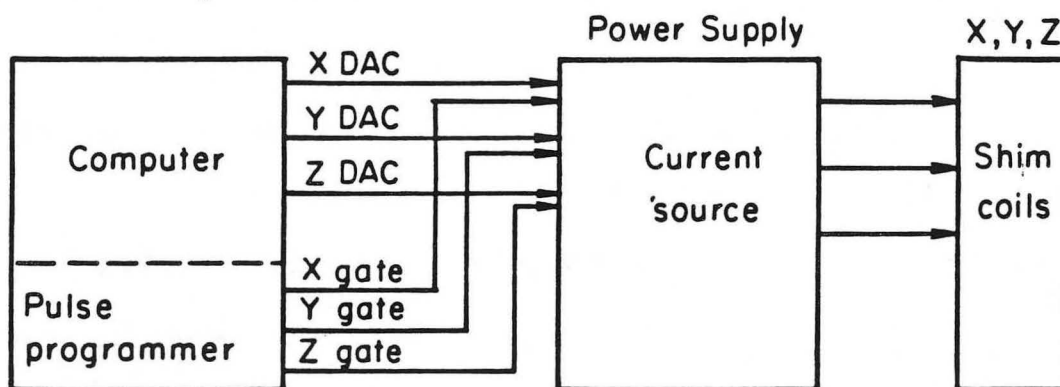 Power Supply
X, Y, Z
X DAC
Y DAC
Z DAC
Computer
Current
source
Shim
coils
X gate
Y gate
Z gate
Pulse
programmer